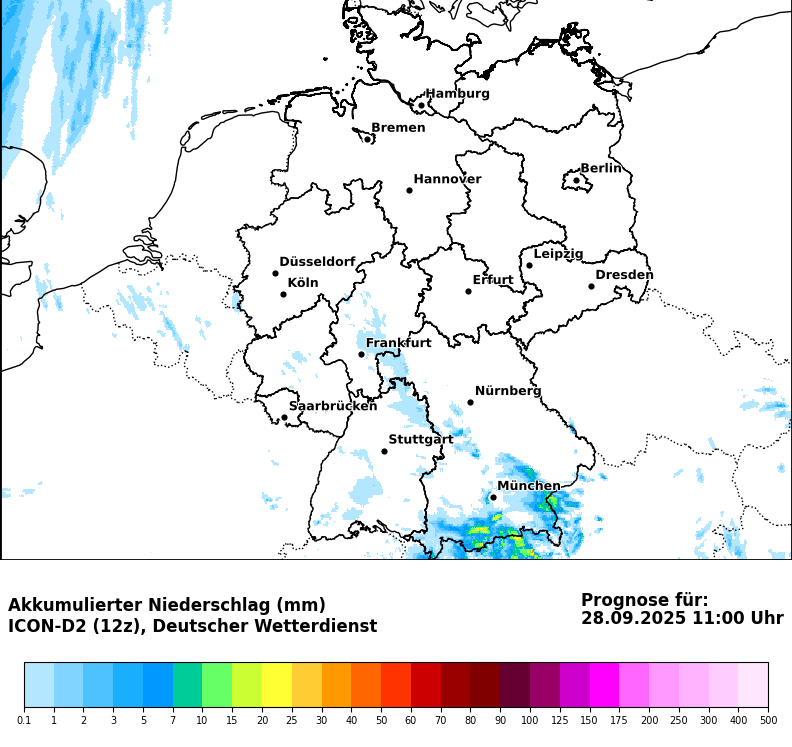 Hamburg
Bremen
Berlin
Hannover
Leipzig
Düsseldorf
Dresden
Köln
Erfurt
Frankfurt
Nürnberg
Saarbrücken
Stuttgart
München
Akkumulierter Niederschlag (mm)
ICON-D2 (12z), Deutscher Wetterdienst
Prognose für:
28.09.2025 11:00 Uhr
0.1 1 2 3 5 7 10 15 20 25 30 40 50 60 70 80 90 100 125 150 175 200 250 300 400 500